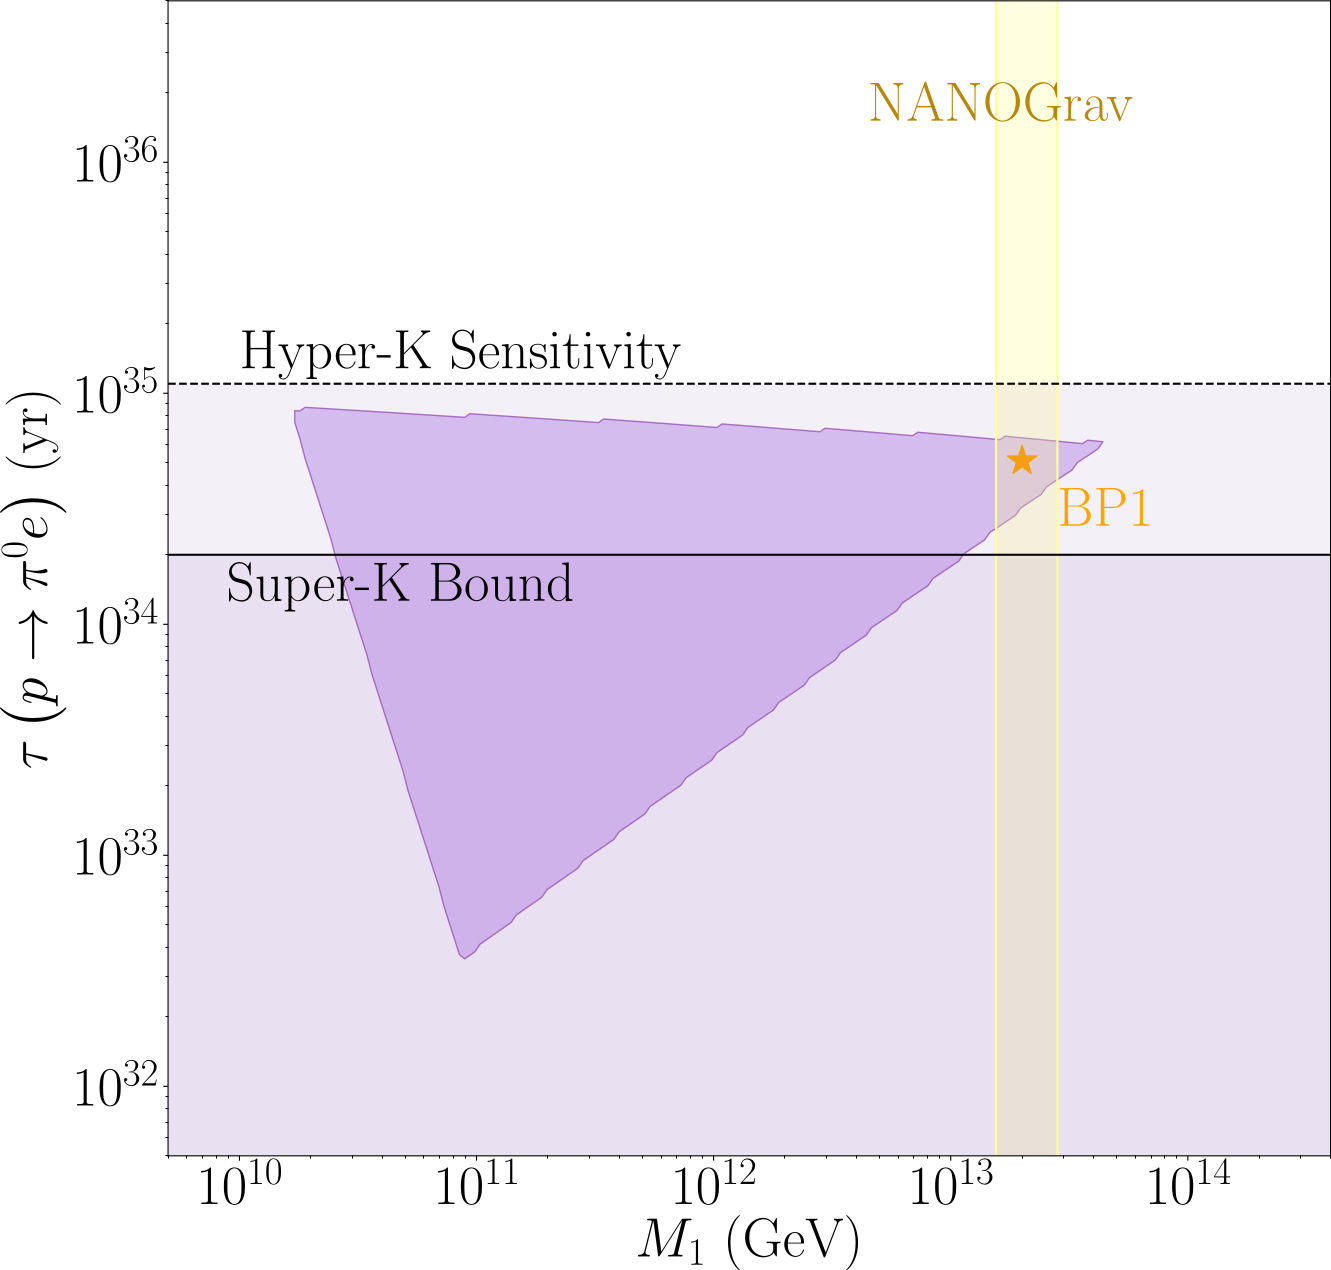 NANOGrav
10^36
Hyper-K Sensitivity
10^35
BP1
Super-K Bound
10^34
10^33
10^32
τ (p → π^0 e) (yr)
10^10 10^11 10^12 10^13 10^14
M_1 (GeV)